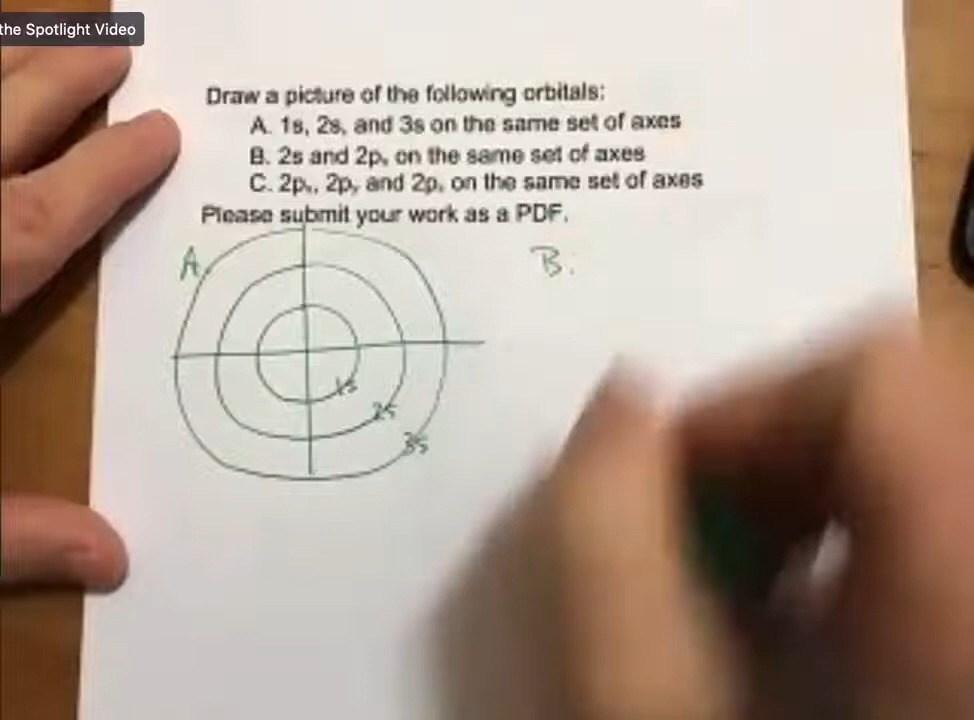 the Spotlight Video
Draw a picture of the following orbitals:
A. 1s, 2s, and 3s on the same set of axes
B. 2s and 2p, on the same set of axes
C. 2p,, 2p, and 2p, on the same set of axes
Please submit your work as a PDF.
A.
B.
1s
2s
3s